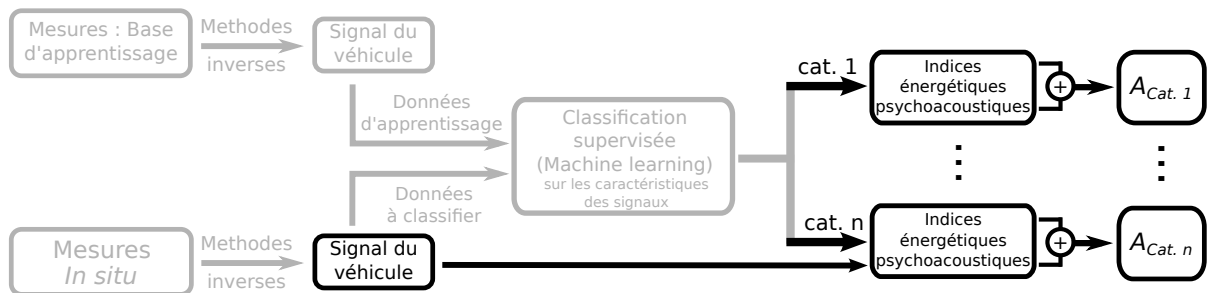 Mesures : Base
d'apprentissage
Methodes
inverses
Signal du
véhicule
Données
d'apprentissage
Classification
supervisée
(Machine learning)
sur les caractéristiques
des signaux
Données
à classifier
Mesures
In situ
Methodes
inverses
Signal du
véhicule
cat. 1
Indices
énergétiques
psychoacoustiques
+
A Cat. 1
cat. n
Indices
énergétiques
psychoacoustiques
+
A Cat. n